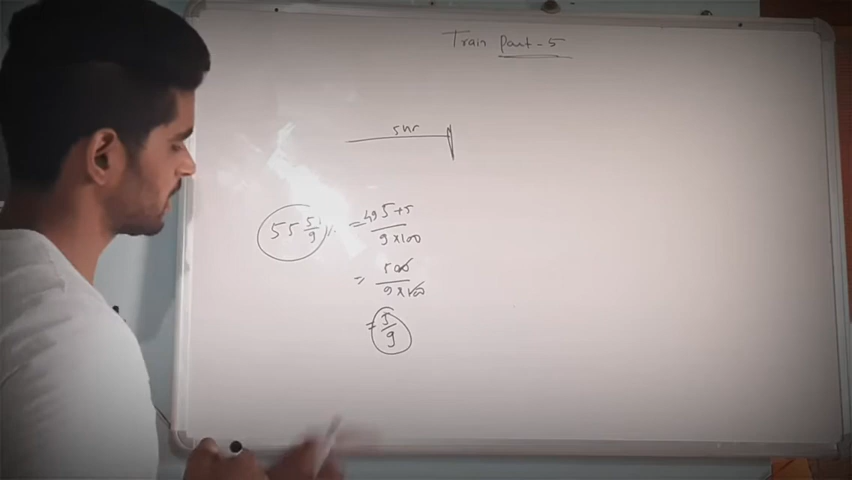 Train Part - 5
5hr
55 5/9 % = 495+5 / 9×100
= 500 / 9×100
= 5/9